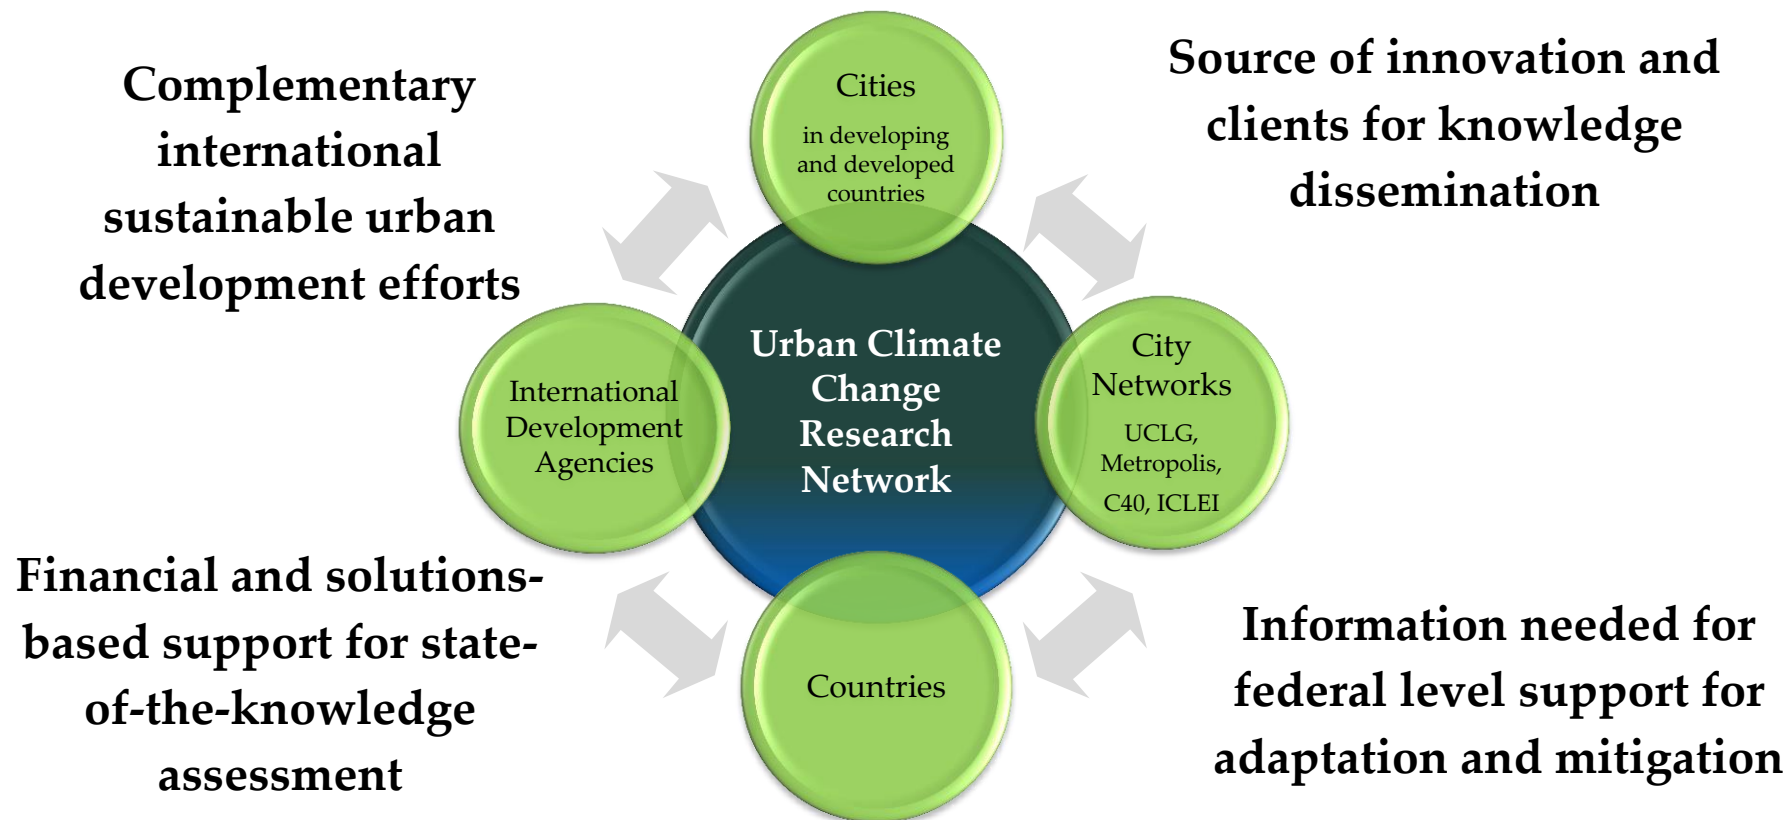 Complementary
international
sustainable urban
development efforts
Cities
in developing
and developed
countries
Source of innovation and
clients for knowledge
dissemination
International
Development
Agencies
Urban Climate
Change
Research
Network
City
Networks
UCLG,
Metropolis,
C40, ICLEI
Financial and solutions-
based support for state-
of-the-knowledge
assessment
Countries
Information needed for
federal level support for
adaptation and mitigation